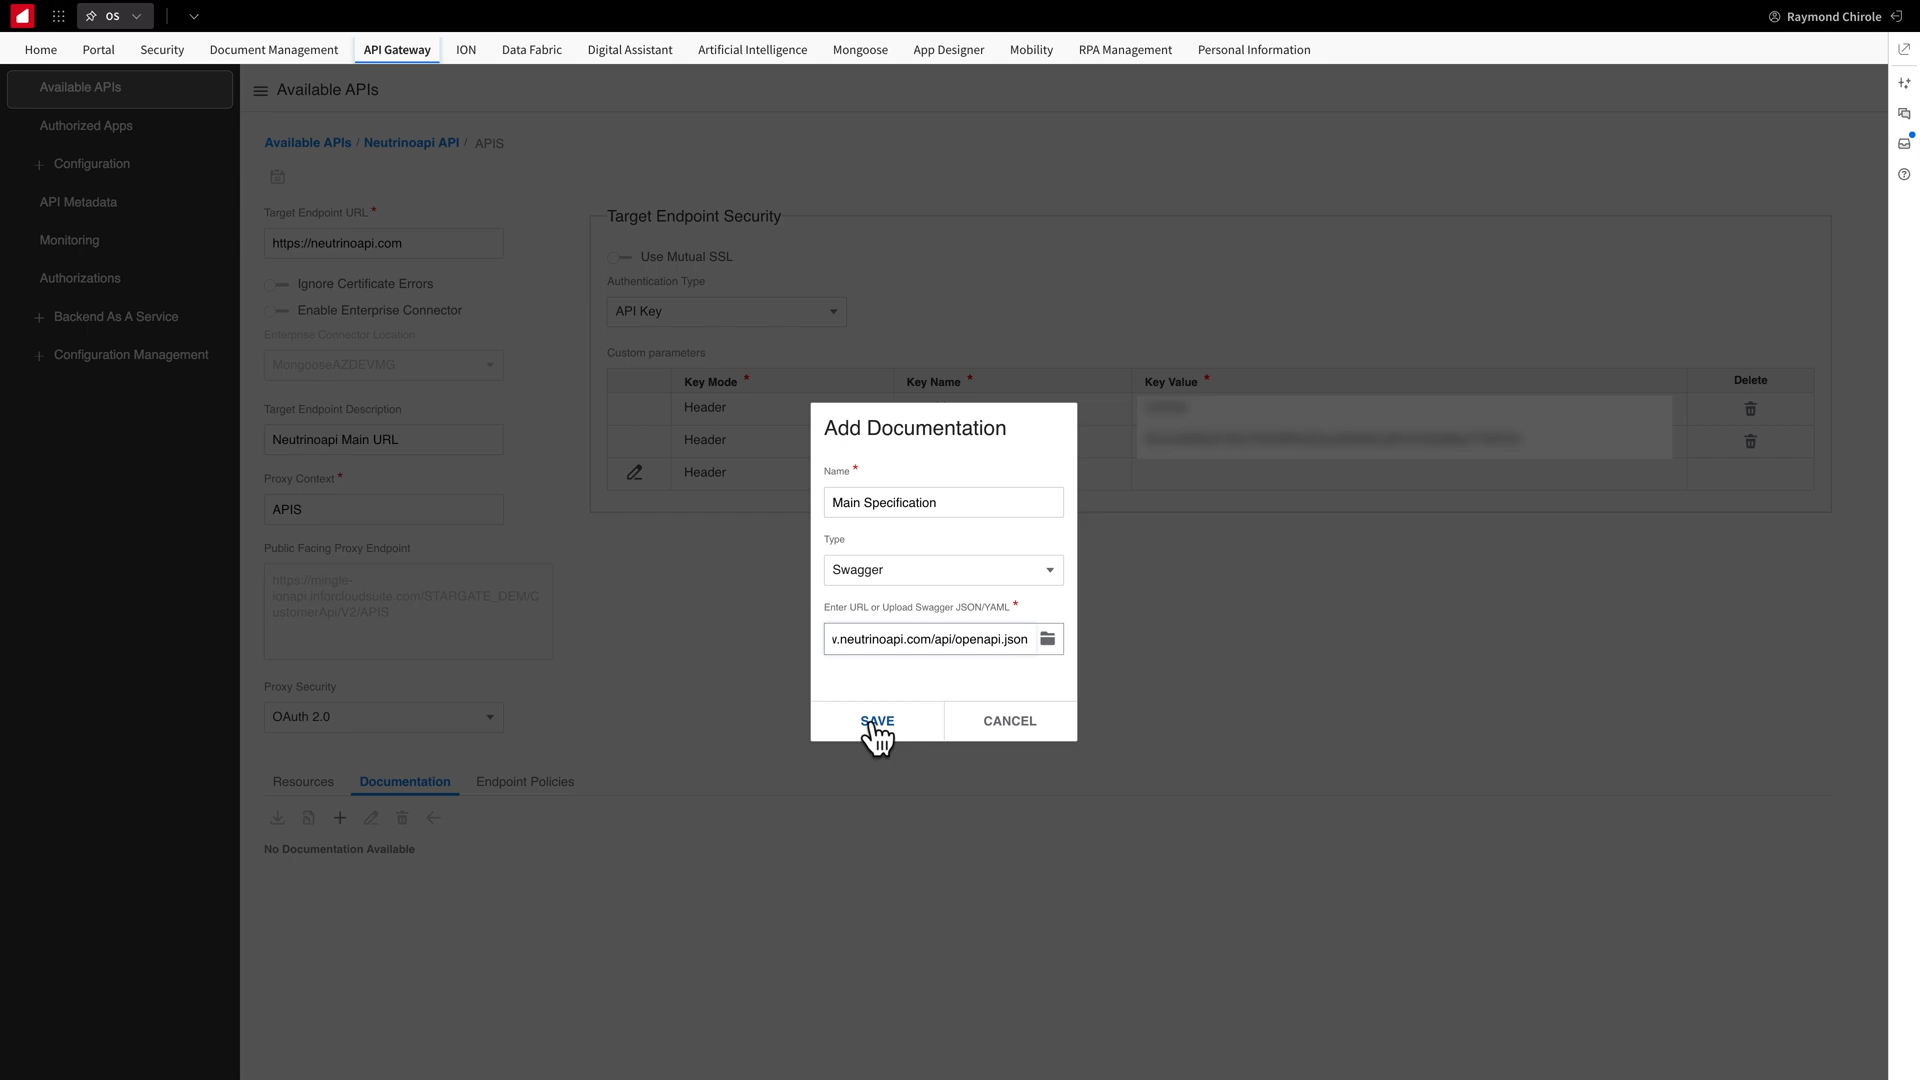 OS
Raymond Chirole
Home Portal Security Document Management API Gateway ION Data Fabric Digital Assistant Artificial Intelligence Mongoose App Designer Mobility RPA Management Personal Information
Available APIs
Authorized Apps
Configuration
API Metadata
Monitoring
Authorizations
Backend As A Service
Configuration Management
Available APIs
Available APIs / Neutrinoapi API / APIS
Target Endpoint URL *
https://neutrinoapi.com
Ignore Certificate Errors
Enable Enterprise Connector
Enterprise Connector Location
MongooseAZDEVMG
Target Endpoint Description
Neutrinoapi Main URL
Proxy Context *
APIS
Public Facing Proxy Endpoint
https://mingle-
ionapi.inforcloudsuite.com/STARGATE_DEM/C
ustomerApi/V2/APIS
Proxy Security
OAuth 2.0
Target Endpoint Security
Use Mutual SSL
Authentication Type
API Key
Custom parameters
Key Mode * Key Name * Key Value * Delete
Header
Header
Header
Add Documentation
Name *
Main Specification
Type
Swagger
Enter URL or Upload Swagger JSON/YAML *
.neutrinoapi.com/api/openapi.json
SAVE CANCEL
Resources Documentation Endpoint Policies
No Documentation Available